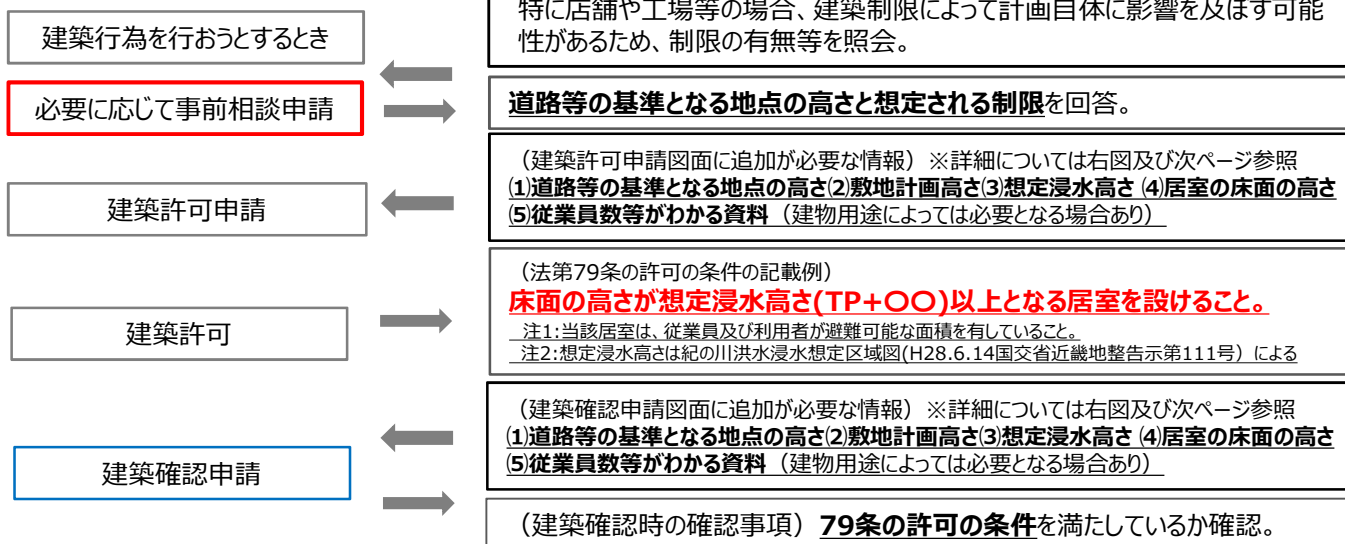 特に店舗や工場等の場合、建築制限によって計画自体に影響を及ぼす可能
性があるため、制限の有無等を照会。
建築行為を行おうとするとき
必要に応じて事前相談申請
道路等の基準となる地点の高さと想定される制限を回答。
（建築許可申請図面に追加が必要な情報）※詳細については右図及び次ページ参照
⑴道路等の基準となる地点の高さ⑵敷地計画高さ⑶想定浸水高さ ⑷居室の床面の高さ
⑸従業員数等がわかる資料（建物用途によっては必要となる場合あり）
建築許可申請
（法第79条の許可の条件の記載例）
床面の高さが想定浸水高さ(TP+〇〇)以上となる居室を設けること。
注1:当該居室は、従業員及び利用者が避難可能な面積を有していること。
注2:想定浸水高さは紀の川洪水浸水想定区域図(H28.6.14国交省近畿地整告示第111号）による
建築許可
（建築確認申請図面に追加が必要な情報）※詳細については右図及び次ページ参照
⑴道路等の基準となる地点の高さ⑵敷地計画高さ⑶想定浸水高さ ⑷居室の床面の高さ
⑸従業員数等がわかる資料（建物用途によっては必要となる場合あり）
建築確認申請
（建築確認時の確認事項）79条の許可の条件を満たしているか確認。